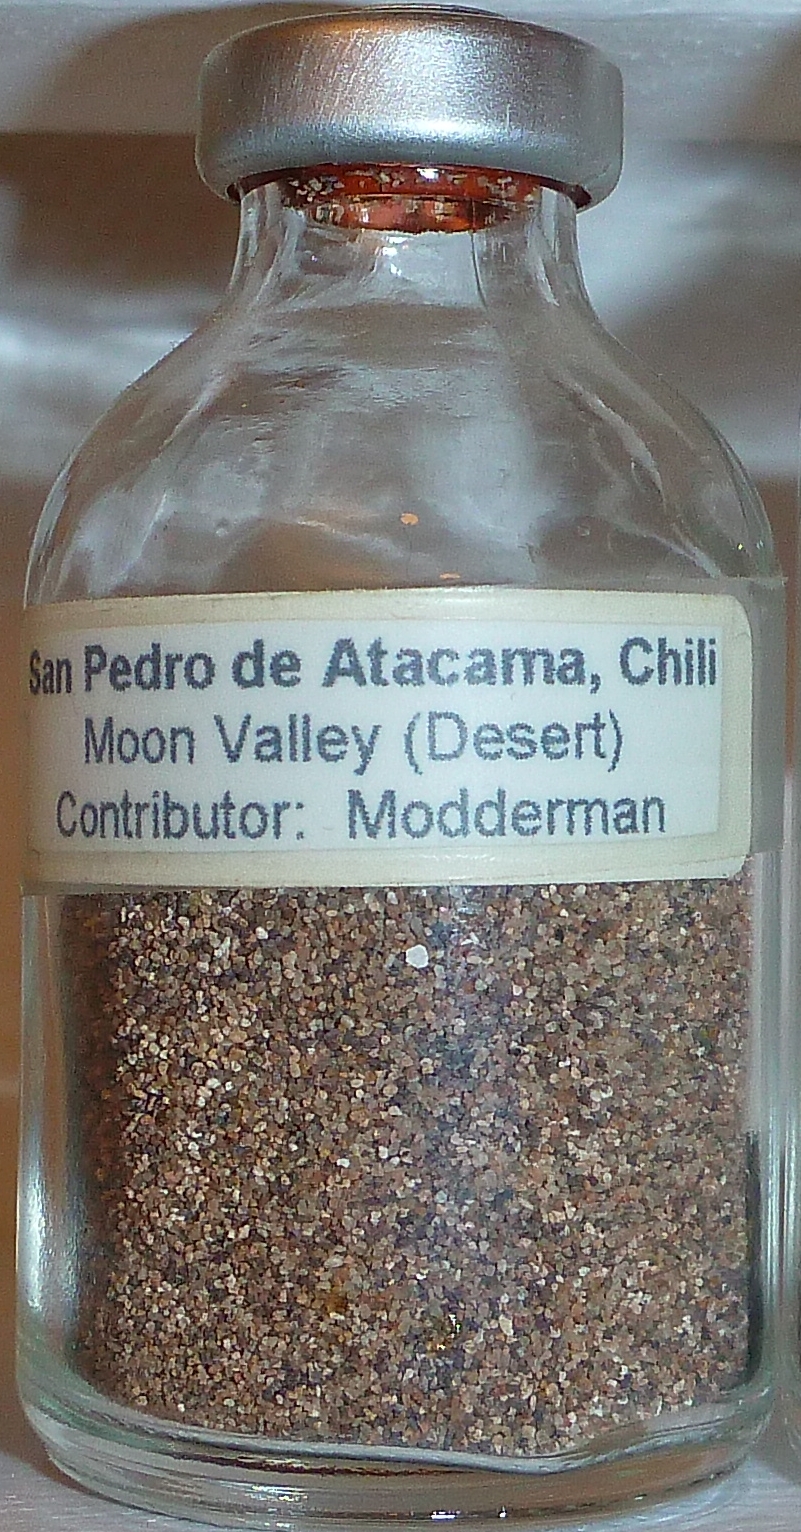 San Pedro de Atacama, Chili
Moon Valley (Desert)
Contributor: Modderman